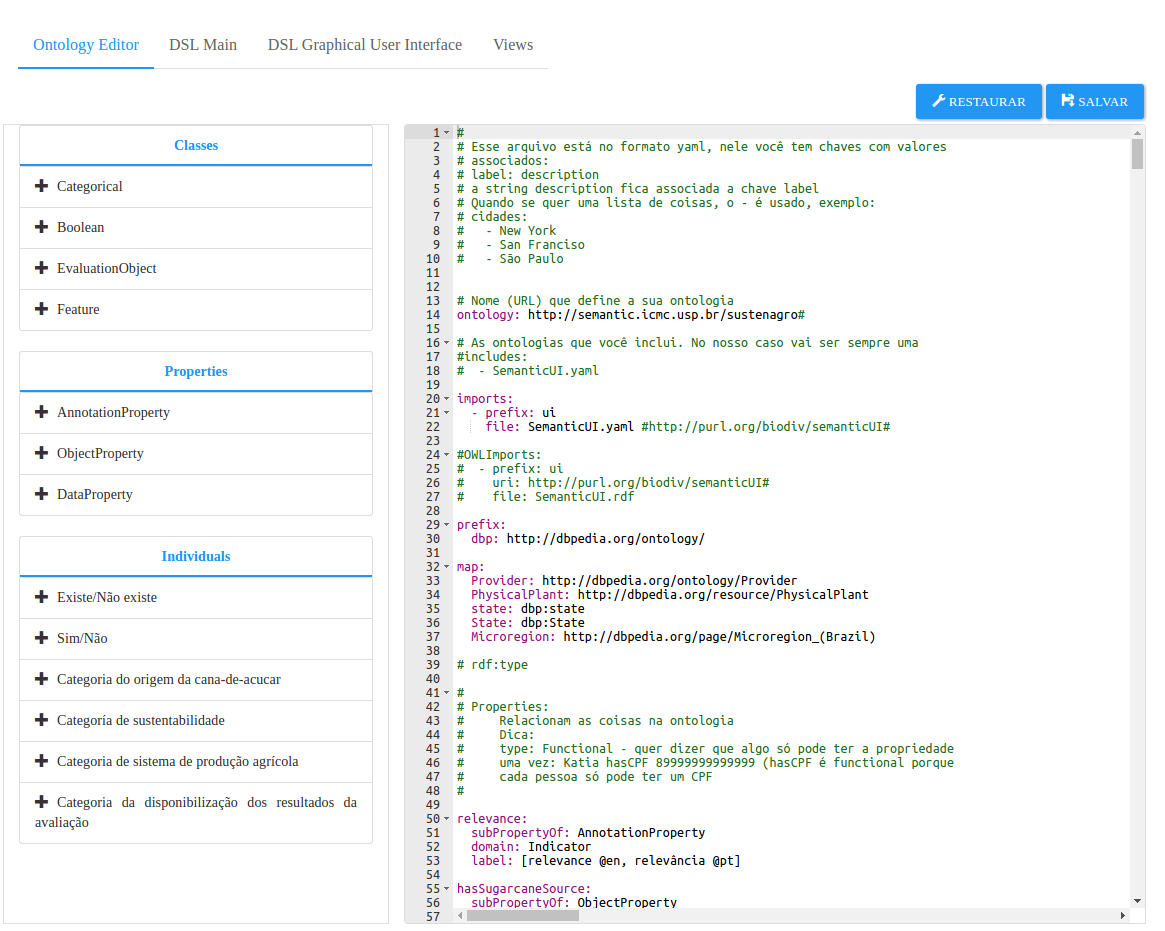 Ontology Editor DSL Main DSL Graphical User Interface Views
RESTAURAR SALVAR
Classes
Categorical
Boolean
EvaluationObject
Feature
Properties
AnnotationProperty
ObjectProperty
DataProperty
Individuals
Existe/Não existe
Sim/Não
Categoria do origem da cana-de-acucar
Categoría de sustentabilidade
Categoria de sistema de produção agrícola
Categoria da disponibilização dos resultados da
avaliação
1 #
2 # Esse arquivo está no formato yaml, nele você tem chaves com valores
3 # associados:
4 # label: description
5 # a string description fica associada a chave label
6 # Quando se quer uma lista de coisas, o - é usado, exemplo:
7 # cidades:
8 #   - New York
9 #   - San Franciso
10 #   - São Paulo
11
12
13 # Nome (URL) que define a sua ontologia
14 ontology: http://semantic.icmc.usp.br/sustenagro#
15
16 # As ontologias que você inclui. No nosso caso vai ser sempre uma
17 #includes:
18 #  - SemanticUI.yaml
19
20 imports:
21   - prefix: ui
22     file: SemanticUI.yaml #http://purl.org/biodiv/semanticUI#
23
24 #OWLImports:
25 #  - prefix: ui
26 #    uri: http://purl.org/biodiv/semanticUI#
27 #    file: SemanticUI.rdf
28
29 prefix:
30   dbp: http://dbpedia.org/ontology/
31
32 map:
33   Provider: http://dbpedia.org/ontology/Provider
34   PhysicalPlant: http://dbpedia.org/resource/PhysicalPlant
35   state: dbp:state
36   State: dbp:State
37   Microregion: http://dbpedia.org/page/Microregion_(Brazil)
38
39 # rdf:type
40
41 #
42 # Properties:
43 #     Relacionam as coisas na ontologia
44 #     Dica:
45 #     type: Functional - quer dizer que algo só pode ter a propriedade
46 #     uma vez: Katia hasCPF 89999999999999 (hasCPF é functional porque
47 #     cada pessoa só pode ter um CPF
48 #
49
50 relevance:
51   subPropertyOf: AnnotationProperty
52   domain: Indicator
53   label: [relevance @en, relevância @pt]
54
55 hasSugarcaneSource:
56   subPropertyOf: ObjectProperty
57